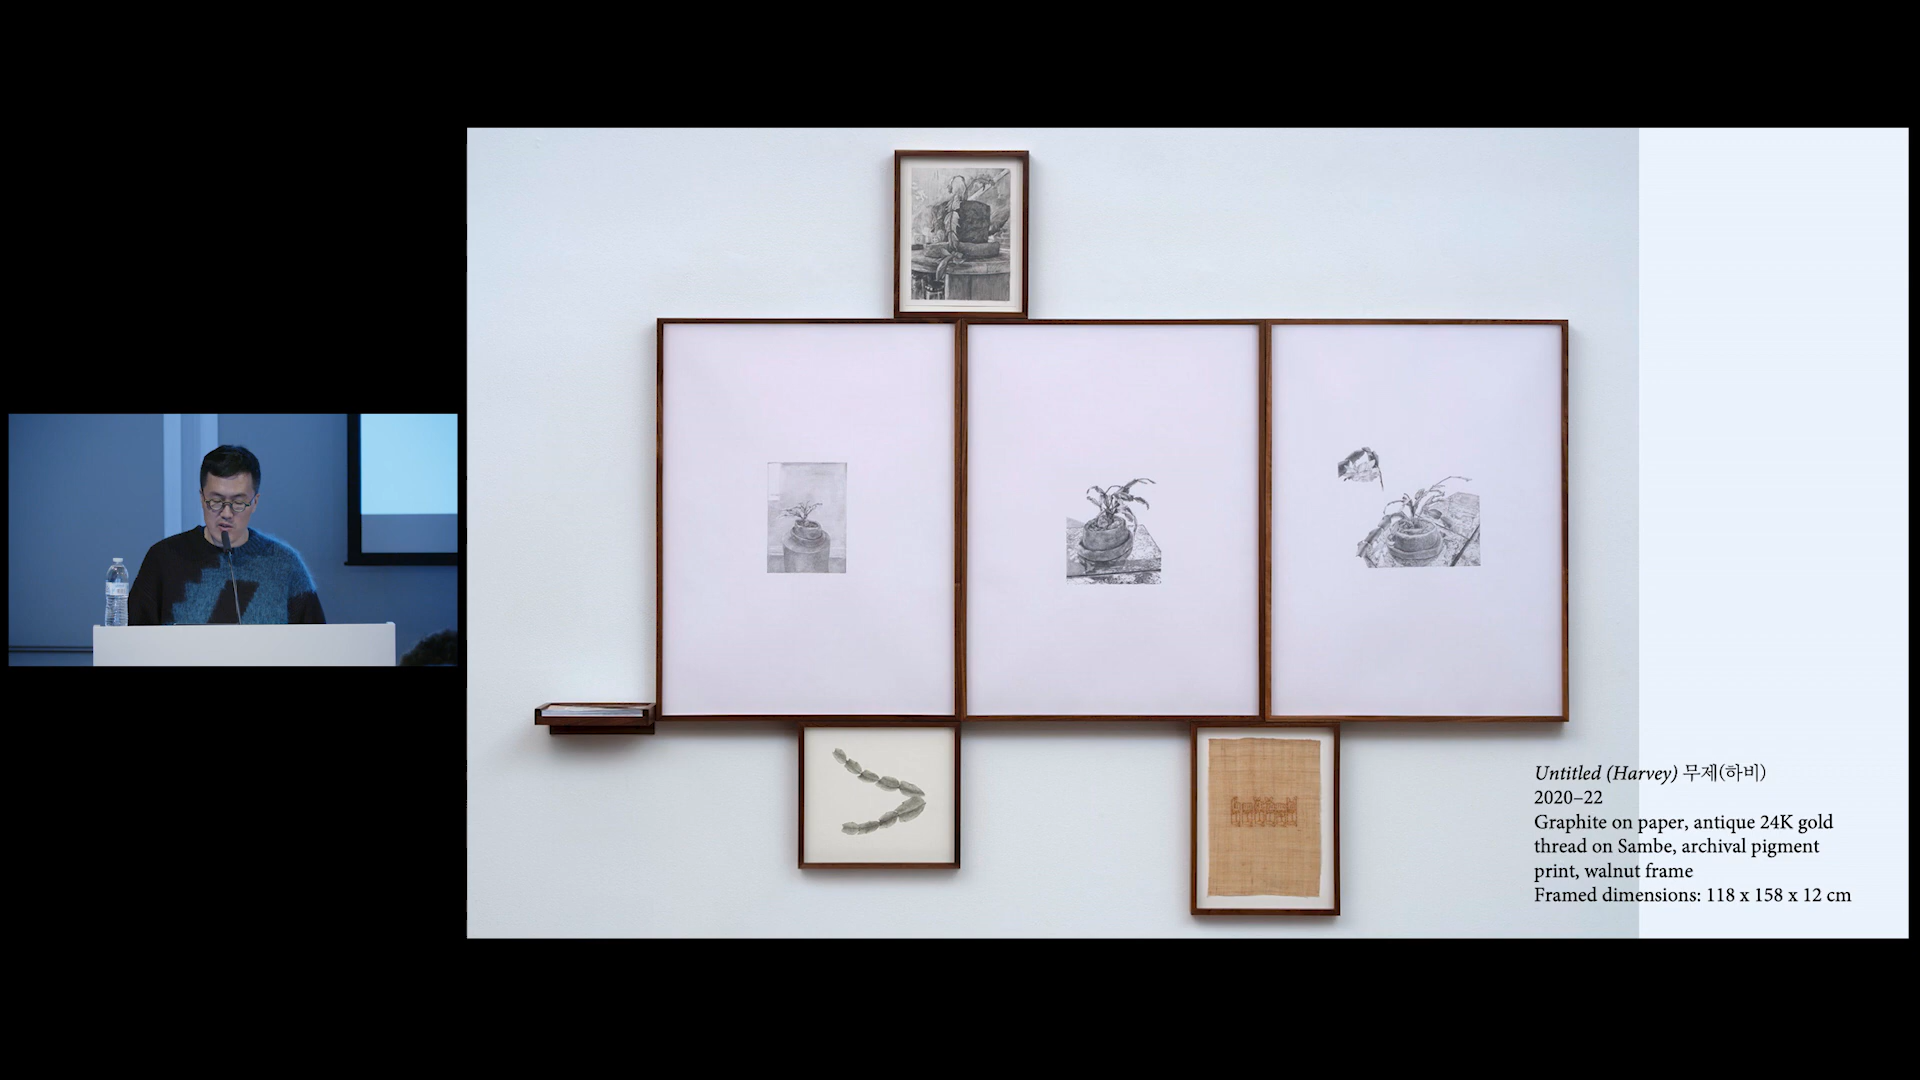 Untitled (Harvey) 무제(하비)
2020–22
Graphite on paper, antique 24K gold
thread on Sambe, archival pigment
print, walnut frame
Framed dimensions: 118 x 158 x 12 cm